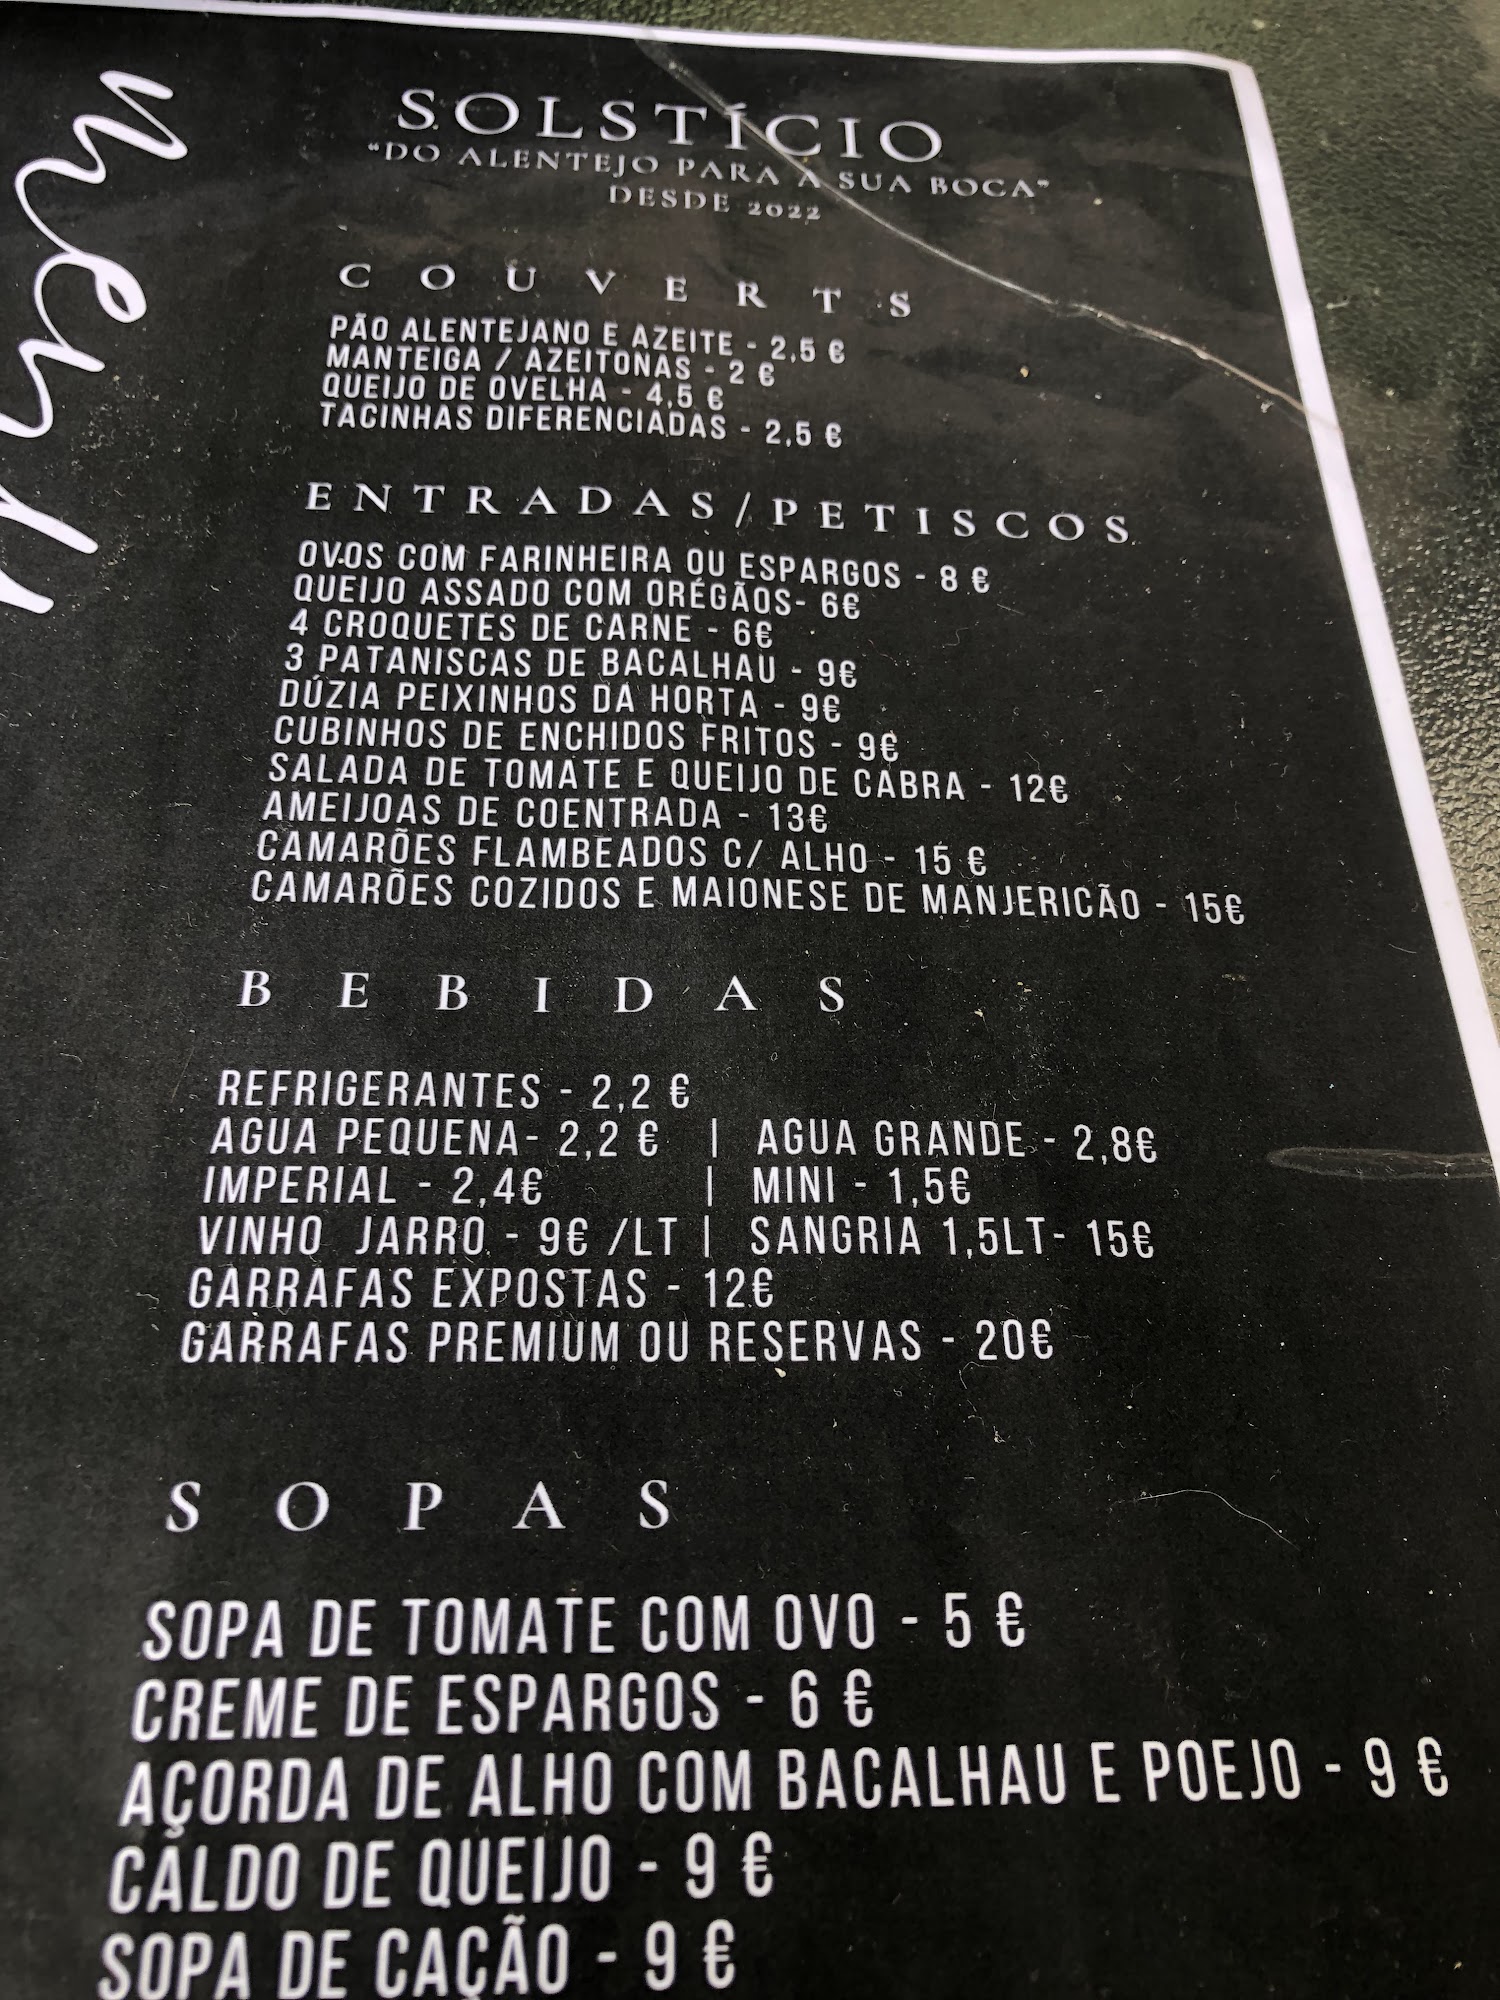 menu
SOLSTÍCIO
"DO ALENTEJO PARA A SUA BOCA"
DESDE 2022
COUVERTS
PÃO ALENTEJANO E AZEITE - 2,5 €
MANTEIGA / AZEITONAS - 2 €
QUEIJO DE OVELHA - 4,5 €
TACINHAS DIFERENCIADAS - 2,5 €
ENTRADAS/PETISCOS
OVOS COM FARINHEIRA OU ESPARGOS - 8 €
QUEIJO ASSADO COM ORÉGÃOS- 6€
4 CROQUETES DE CARNE - 6€
3 PATANISCAS DE BACALHAU - 9€
DÚZIA PEIXINHOS DA HORTA - 9€
CUBINHOS DE ENCHIDOS FRITOS - 9€
SALADA DE TOMATE E QUEIJO DE CABRA - 12€
AMEIJOAS DE COENTRADA - 13€
CAMARÕES FLAMBEADOS C/ ALHO - 15 €
CAMARÕES COZIDOS E MAIONESE DE MANJERICÃO - 15€
BEBIDAS
REFRIGERANTES - 2,2 €
AGUA PEQUENA- 2,2 € | AGUA GRANDE - 2,8€
IMPERIAL - 2,4€ | MINI - 1,5€
VINHO JARRO - 9€ /LT | SANGRIA 1,5LT- 15€
GARRAFAS EXPOSTAS - 12€
GARRAFAS PREMIUM OU RESERVAS - 20€
SOPAS
SOPA DE TOMATE COM OVO - 5 €
CREME DE ESPARGOS - 6 €
AÇORDA DE ALHO COM BACALHAU E POEJO - 9 €
CALDO DE QUEIJO - 9 €
SOPA DE CAÇÃO - 9 €